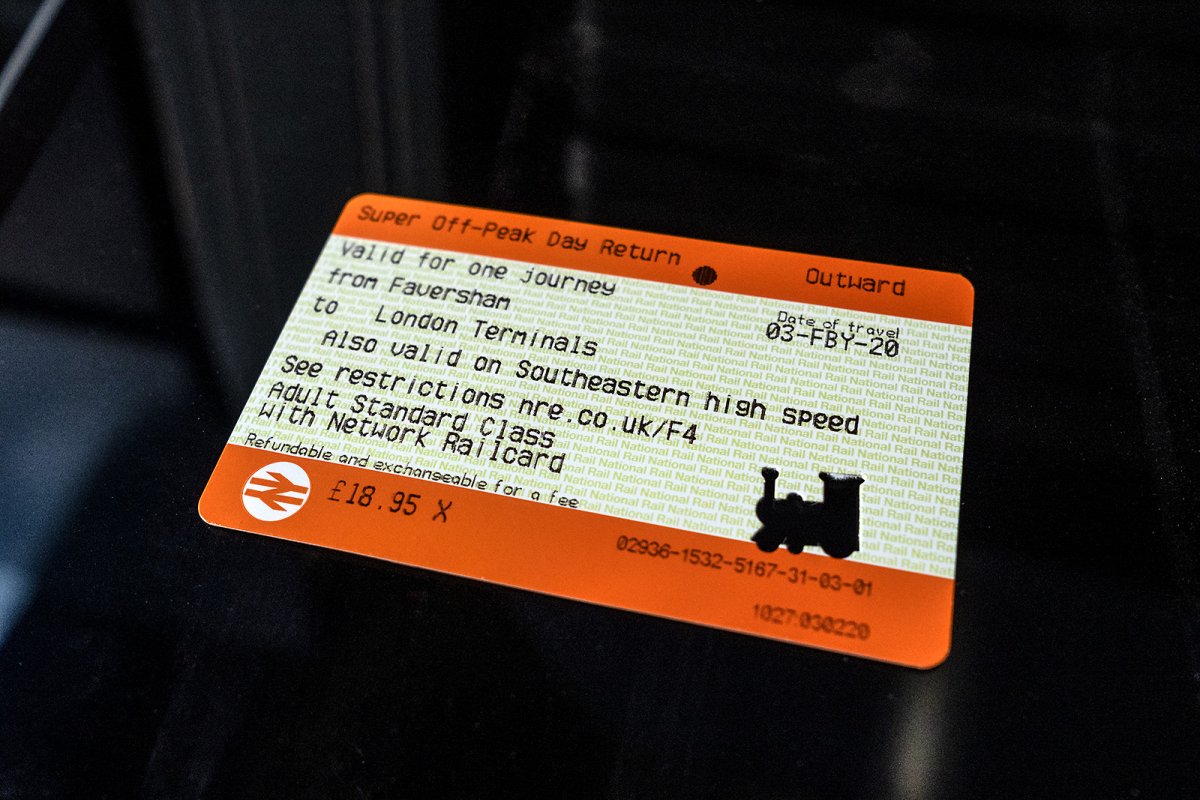 Super Off-Peak Day Return Outward
Valid for one journey
from Faversham
Date of travel
to London Terminals
03-FBY-20
Also valid on Southeastern high speed
See restrictions nre.co.uk/F4
Adult Standard Class
With Network Railcard
Refundable and exchangeable for a fee
£18.95 X
02936-1532-5167-31-03-01
1027:030220